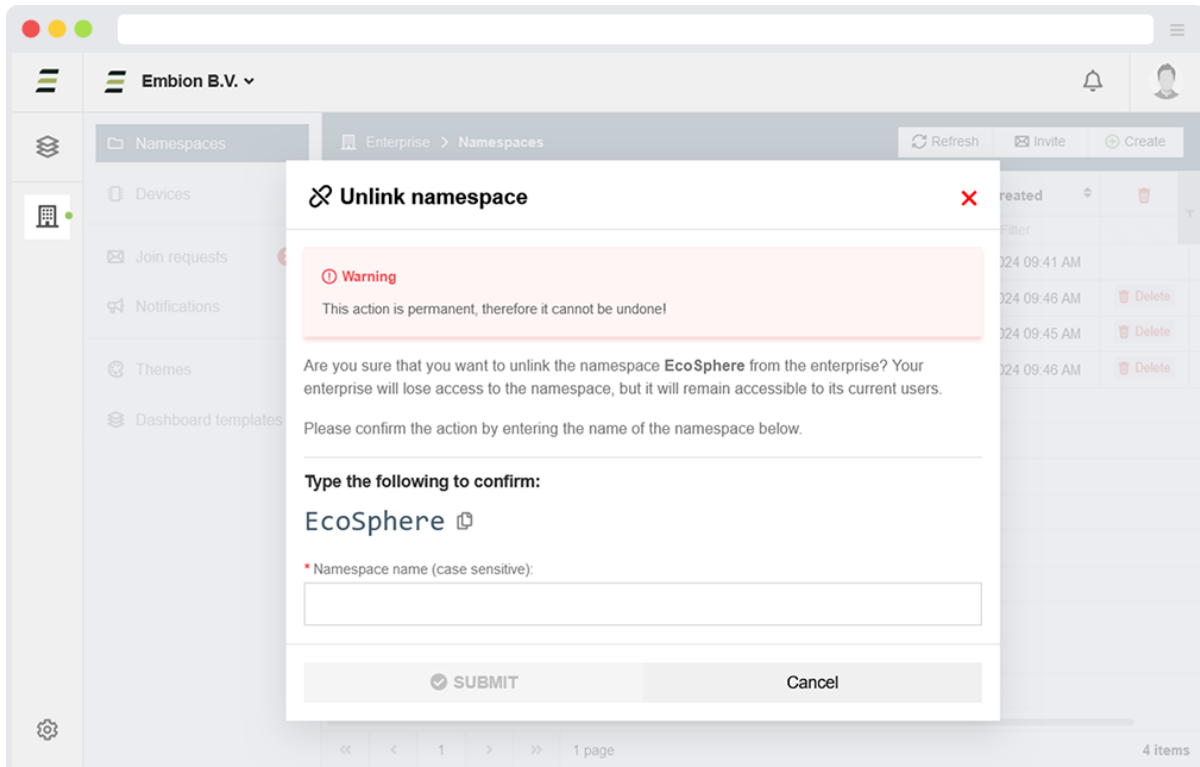 Embion B.V.
Namespaces
Enterprise > Namespaces
Refresh
Invite
Create
Devices
Join requests
Notifications
Themes
Dashboard templates
Unlink namespace
Warning
This action is permanent, therefore it cannot be undone!
Are you sure that you want to unlink the namespace EcoSphere from the enterprise? Your
enterprise will lose access to the namespace, but it will remain accessible to its current users.
Please confirm the action by entering the name of the namespace below.
Type the following to confirm:
EcoSphere
* Namespace name (case sensitive):
SUBMIT
Cancel
Filter
09:41 AM
09:46 AM
Delete
09:45 AM
Delete
09:46 AM
Delete
<< < 1 > >> 1 page
4 items